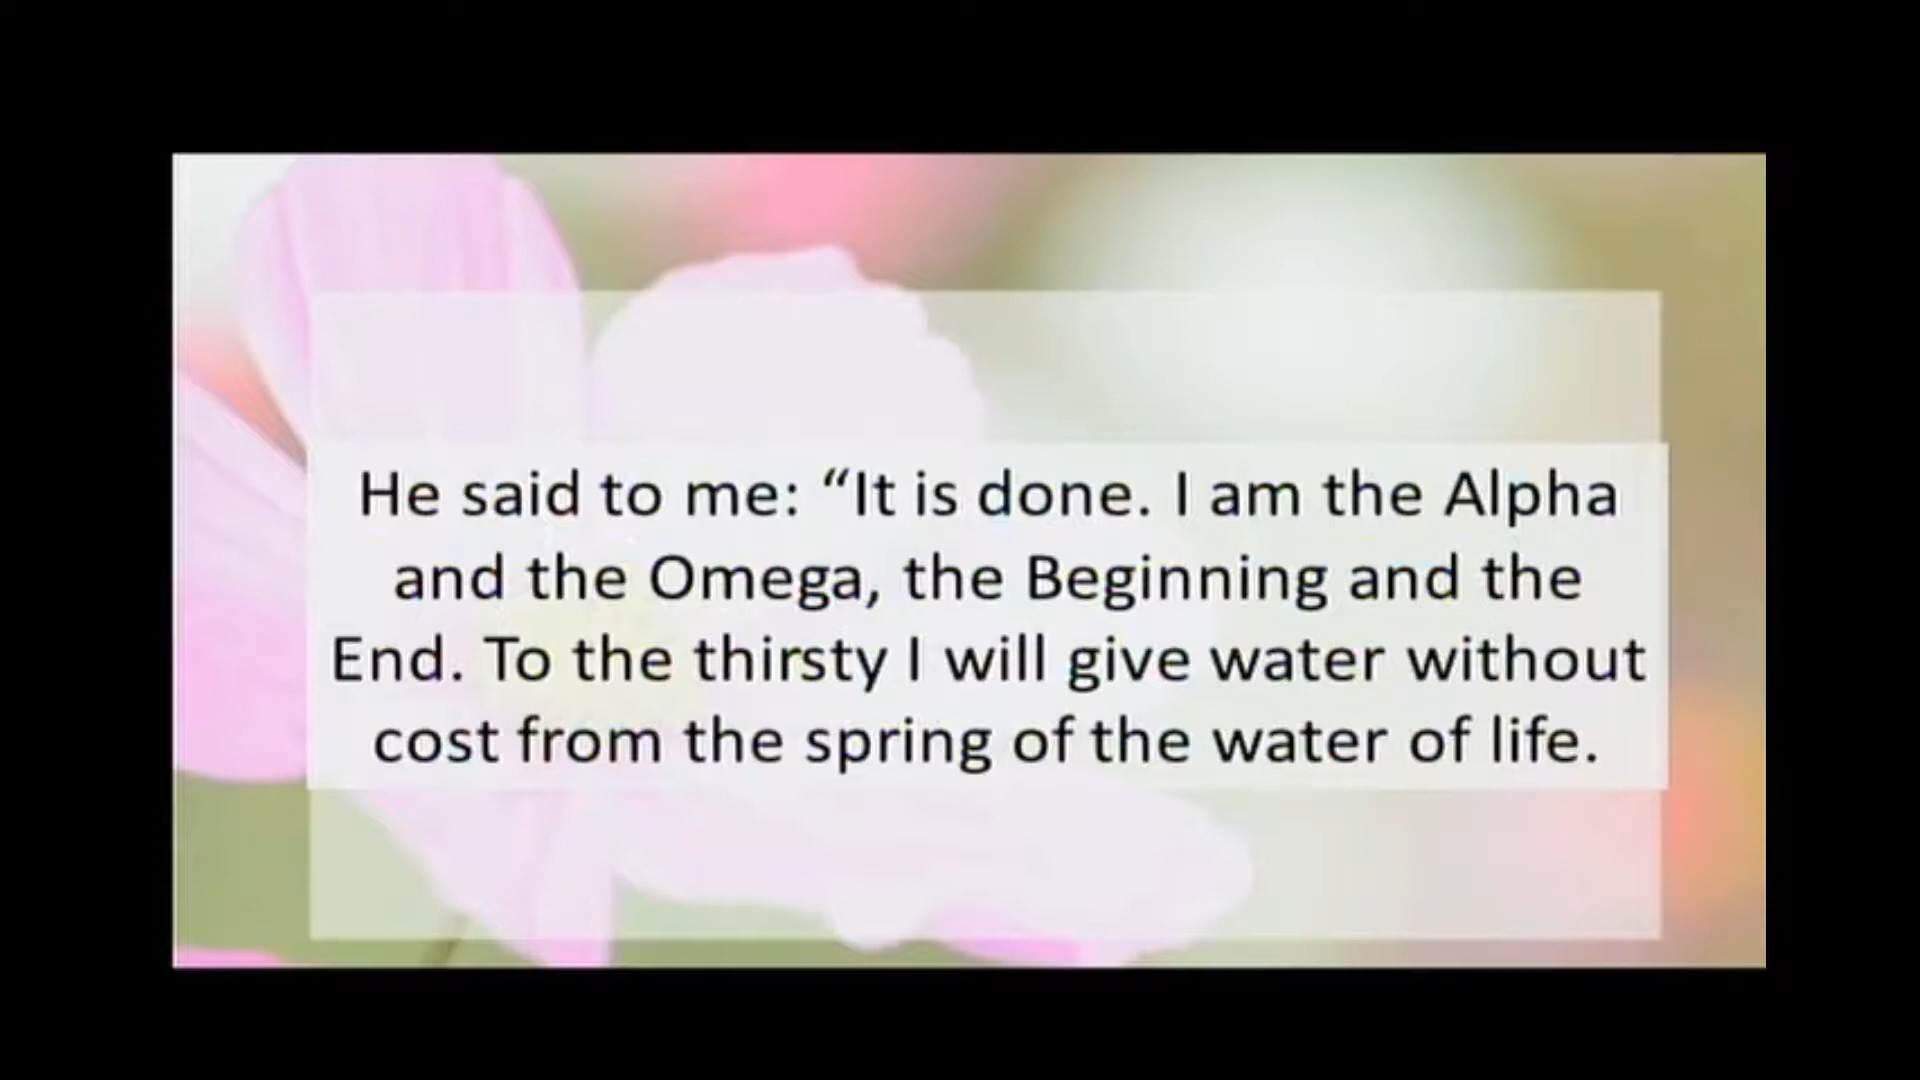 He said to me: “It is done. I am the Alpha
and the Omega, the Beginning and the
End. To the thirsty I will give water without
cost from the spring of the water of life.